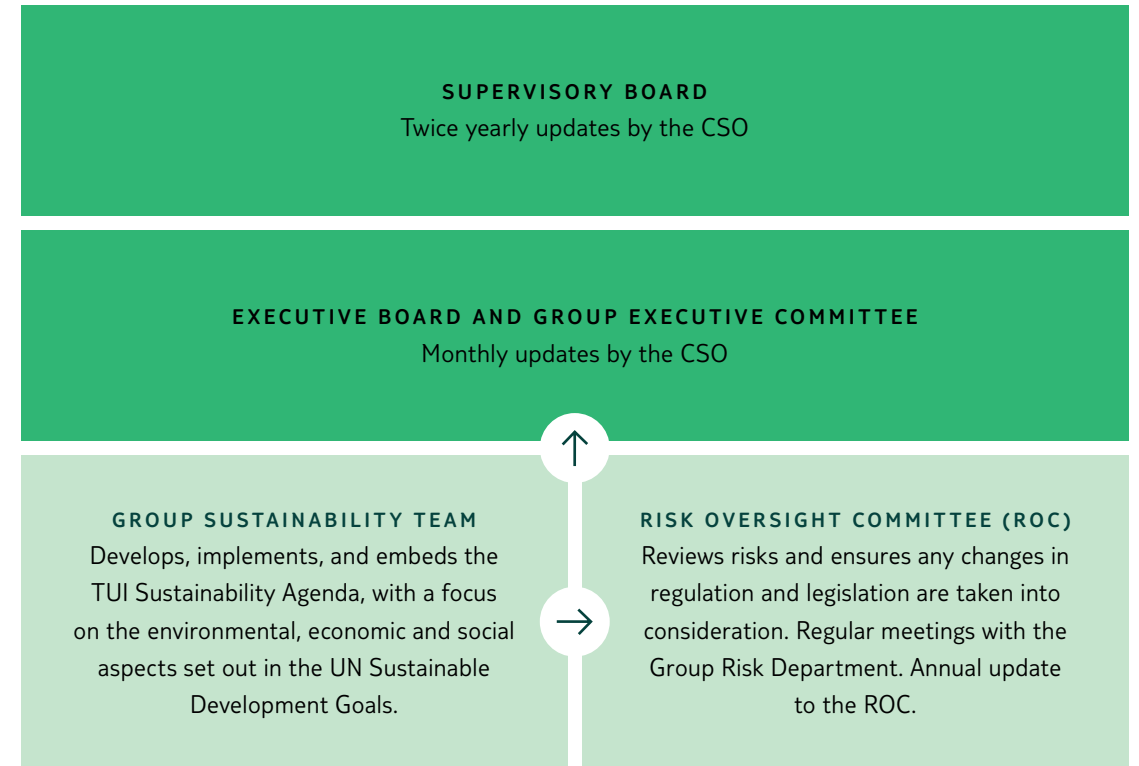 SUPERVISORY BOARD
Twice yearly updates by the CSO
EXECUTIVE BOARD AND GROUP EXECUTIVE COMMITTEE
Monthly updates by the CSO
GROUP SUSTAINABILITY TEAM
Develops, implements, and embeds the
TUI Sustainability Agenda, with a focus
on the environmental, economic and social
aspects set out in the UN Sustainable
Development Goals.
RISK OVERSIGHT COMMITTEE (ROC)
Reviews risks and ensures any changes in
regulation and legislation are taken into
consideration. Regular meetings with the
Group Risk Department. Annual update
to the ROC.